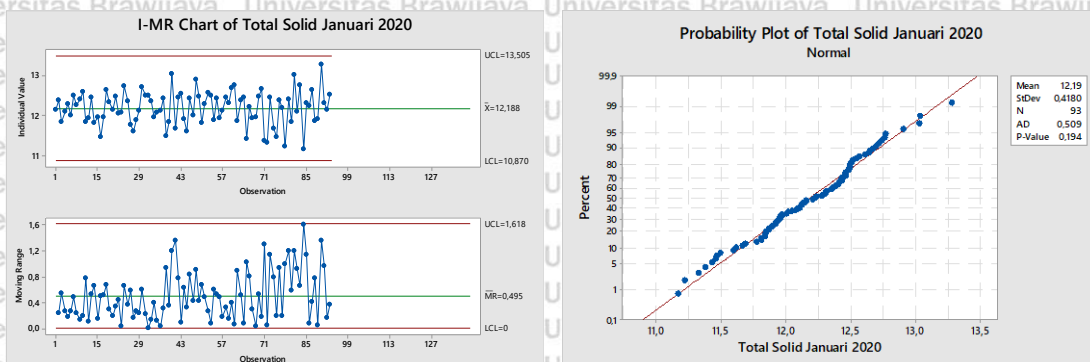 I-MR Chart of Total Solid Januari 2020
UCL=13,505
X=12,188
LCL=10,870
Individual Value
13
12
11
1 15 29 43 57 71 85 99 113 127
Observation
UCL=1,618
MR=0,495
LCL=0
Moving Range
1,6
1,2
0,8
0,4
0,0
1 15 29 43 57 71 85 99 113 127
Observation
Probability Plot of Total Solid Januari 2020
Normal
Mean 12,19
StDev 0,4180
N 93
AD 0,509
P-Value 0,194
Percent
99,9
99
95
90
80
70
60
50
40
30
20
10
5
1
0,1
11,0 11,5 12,0 12,5 13,0 13,5
Total Solid Januari 2020